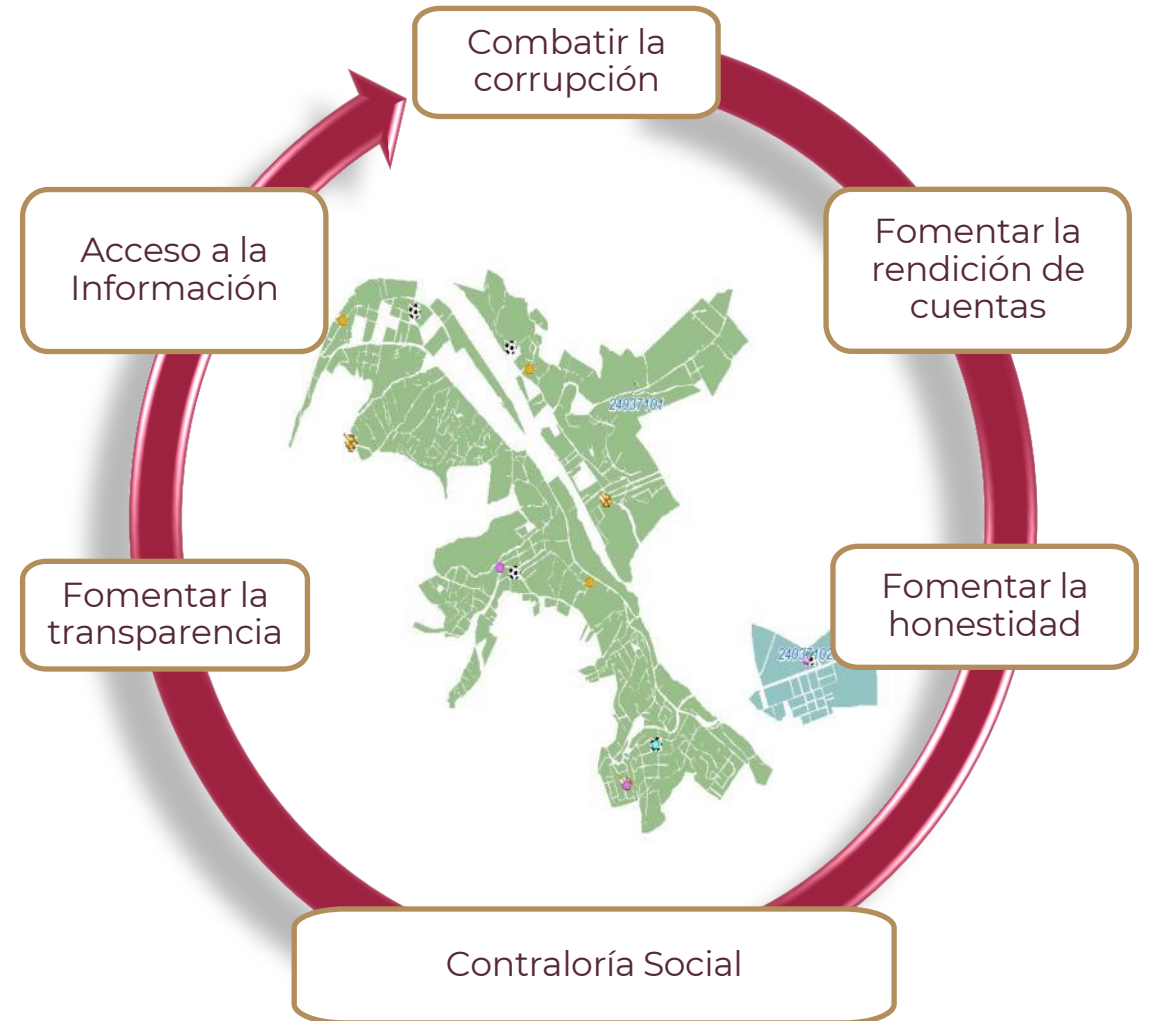 Combatir la
corrupción
Acceso a la
Información
Fomentar la
rendición de
cuentas
24037101
Fomentar la
transparencia
Fomentar la
honestidad
24037102
Contraloría Social